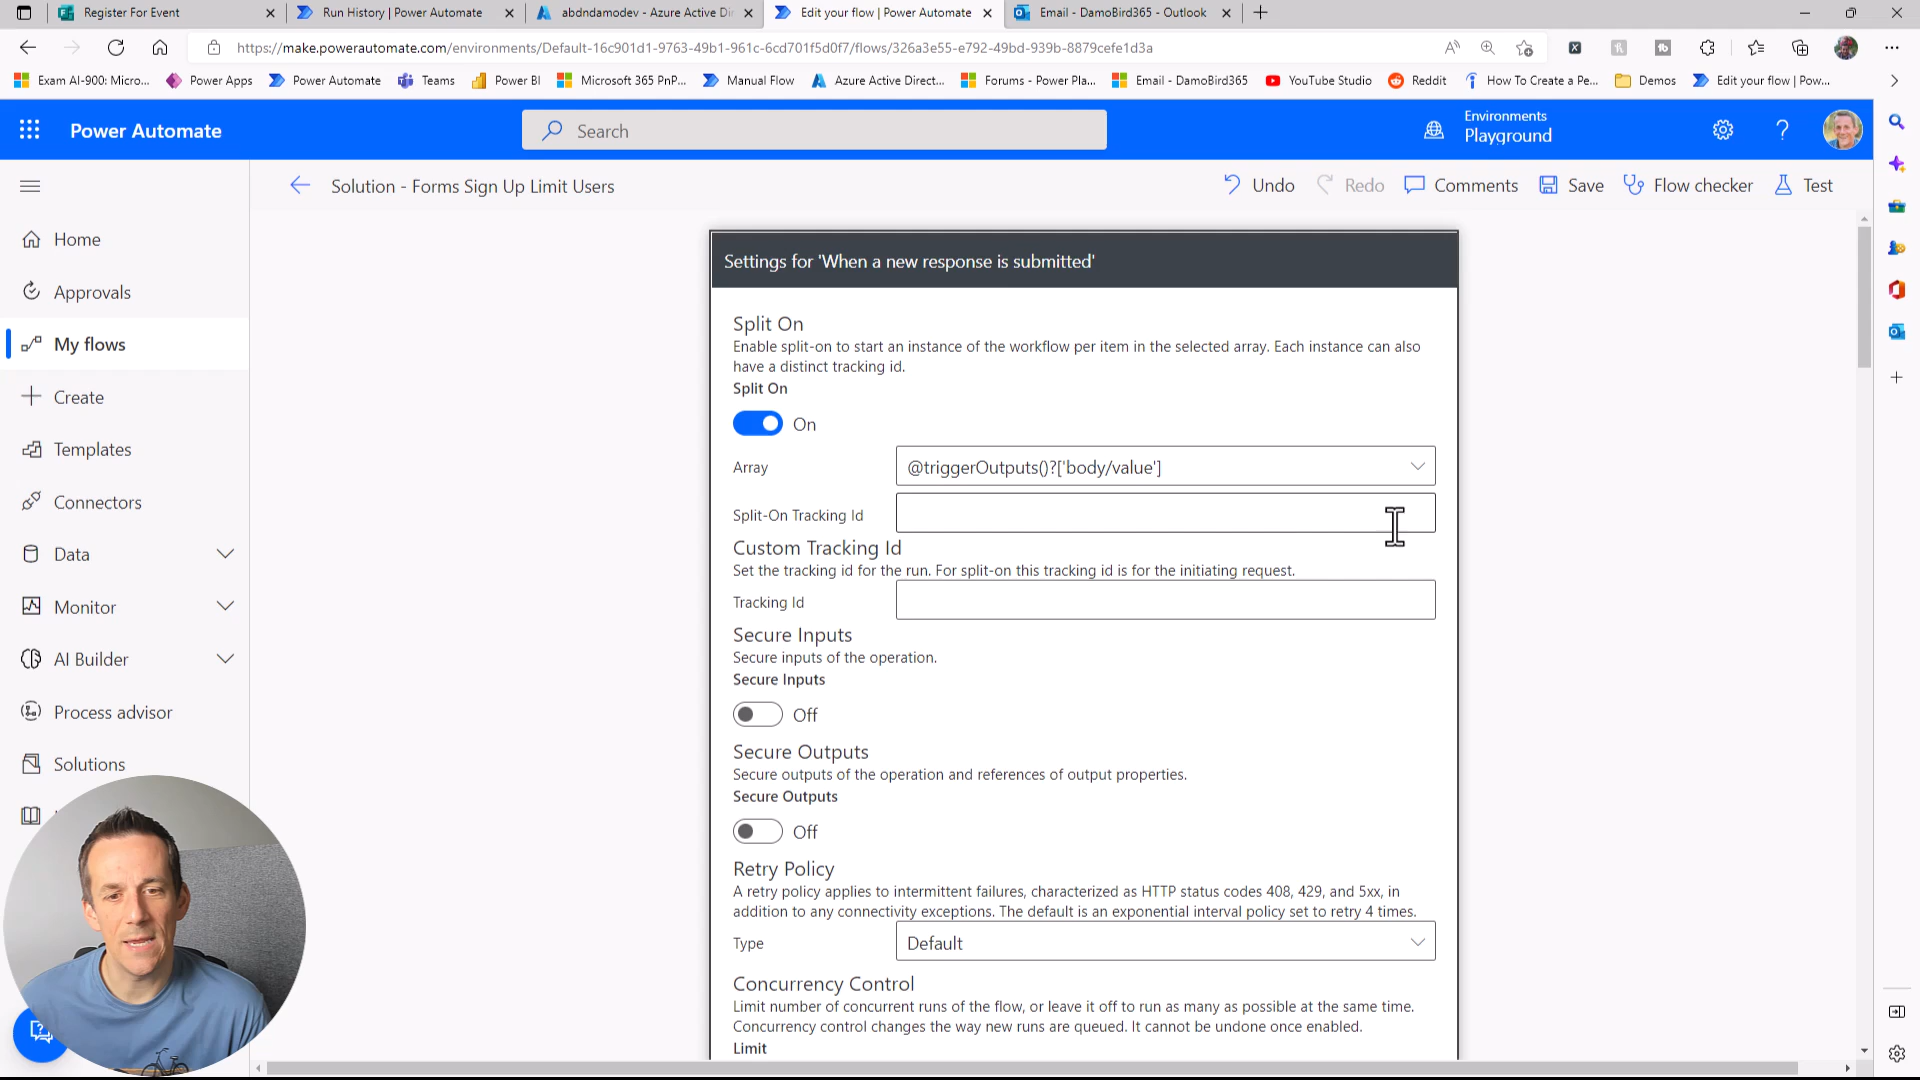 Register For Event
Run History | Power Automate
abdndamodev - Azure Active Di
Edit your flow | Power Automate
Email - DamoBird365 - Outlook
https://make.powerautomate.com/environments/Default-16c901d1-9763-49b1-961c-6cd701f5d0f7/flows/326a3e55-e792-49bd-939b-8879cefe1d3a
Exam AI-900: Micro...
Power Apps
Power Automate
Teams
Power BI
Microsoft 365 PnP...
Manual Flow
Azure Active Direct...
Forums - Power Pla...
Email - DamoBird365
YouTube Studio
Reddit
How To Create a Pe...
Demos
Edit your flow | Pow...
Power Automate
Search
Environments
Playground
Solution - Forms Sign Up Limit Users
Undo
Redo
Comments
Save
Flow checker
Test
Home
Approvals
My flows
Create
Templates
Connectors
Data
Monitor
AI Builder
Process advisor
Solutions
Settings for 'When a new response is submitted'
Split On
Enable split-on to start an instance of the workflow per item in the selected array. Each instance can also
have a distinct tracking id.
Split On
On
Array
@triggerOutputs()?['body/value']
Split-On Tracking Id
Custom Tracking Id
Set the tracking id for the run. For split-on this tracking id is for the initiating request.
Tracking Id
Secure Inputs
Secure inputs of the operation.
Secure Inputs
Off
Secure Outputs
Secure outputs of the operation and references of output properties.
Secure Outputs
Off
Retry Policy
A retry policy applies to intermittent failures, characterized as HTTP status codes 408, 429, and 5xx, in
addition to any connectivity exceptions. The default is an exponential interval policy set to retry 4 times.
Type
Default
Concurrency Control
Limit number of concurrent runs of the flow, or leave it off to run as many as possible at the same time.
Concurrency control changes the way new runs are queued. It cannot be undone once enabled.
Limit